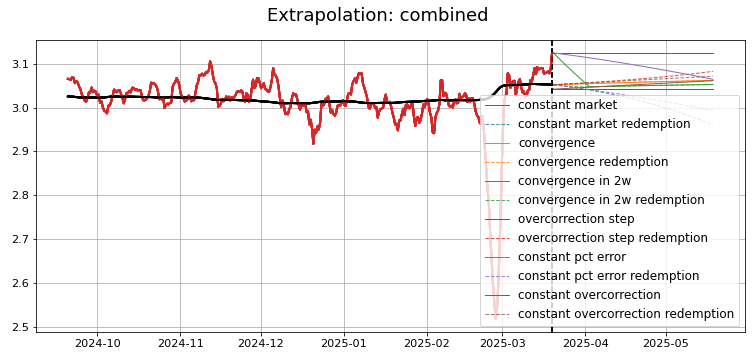 Extrapolation: combined
3.1
3.0
2.9
2.8
2.7
2.6
2.5
constant market
constant market redemption
convergence
convergence redemption
convergence in 2w
convergence in 2w redemption
overcorrection step
overcorrection step redemption
constant pct error
constant pct error redemption
constant overcorrection
constant overcorrection redemption
2024-10 2024-11 2024-12 2025-01 2025-02 2025-03 2025-04 2025-05